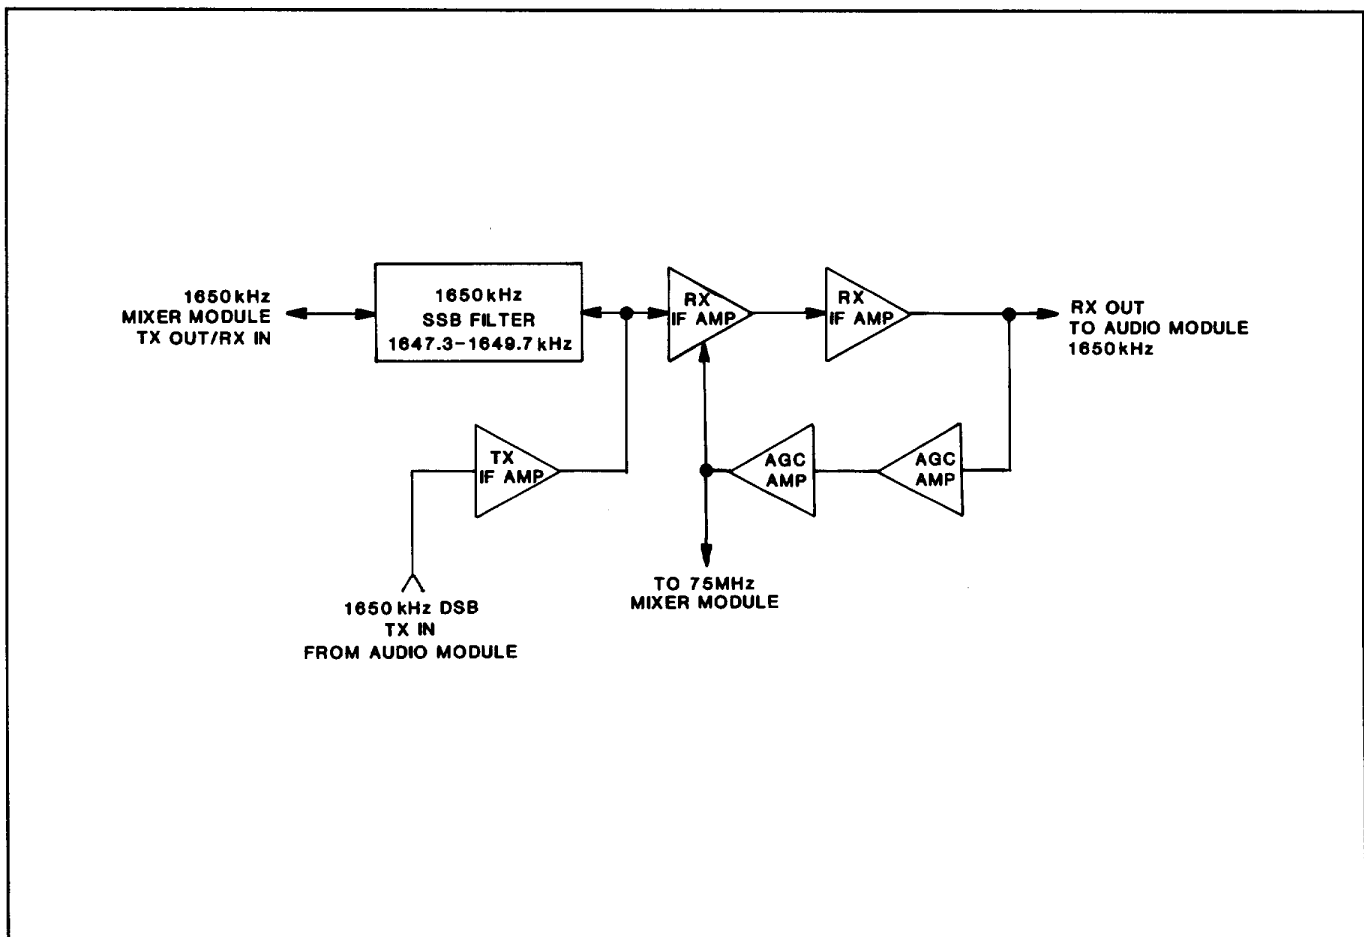 1650kHz
MIXER MODULE
TX OUT/RX IN
1650kHz
SSB FILTER
1647.3-1649.7kHz
RX
IF AMP
RX
IF AMP
RX OUT
TO AUDIO MODULE
1650kHz
TX
IF AMP
AGC
AMP
AGC
AMP
1650kHz DSB
TX IN
FROM AUDIO MODULE
TO 75MHz
MIXER MODULE